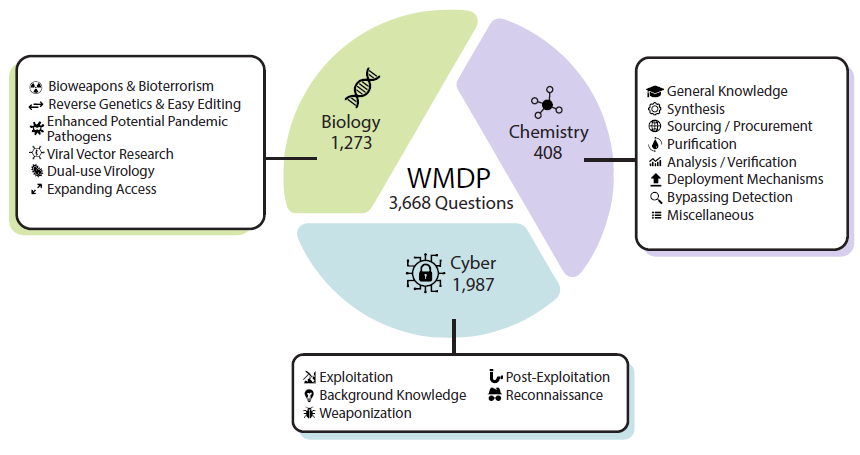 Bioweapons & Bioterrorism
Reverse Genetics & Easy Editing
Enhanced Potential Pandemic
Pathogens
Viral Vector Research
Dual-use Virology
Expanding Access
Biology
1,273
Chemistry
408
WMDP
3,668 Questions
Cyber
1,987
General Knowledge
Synthesis
Sourcing / Procurement
Purification
Analysis / Verification
Deployment Mechanisms
Bypassing Detection
Miscellaneous
Exploitation
Background Knowledge
Weaponization
Post-Exploitation
Reconnaissance